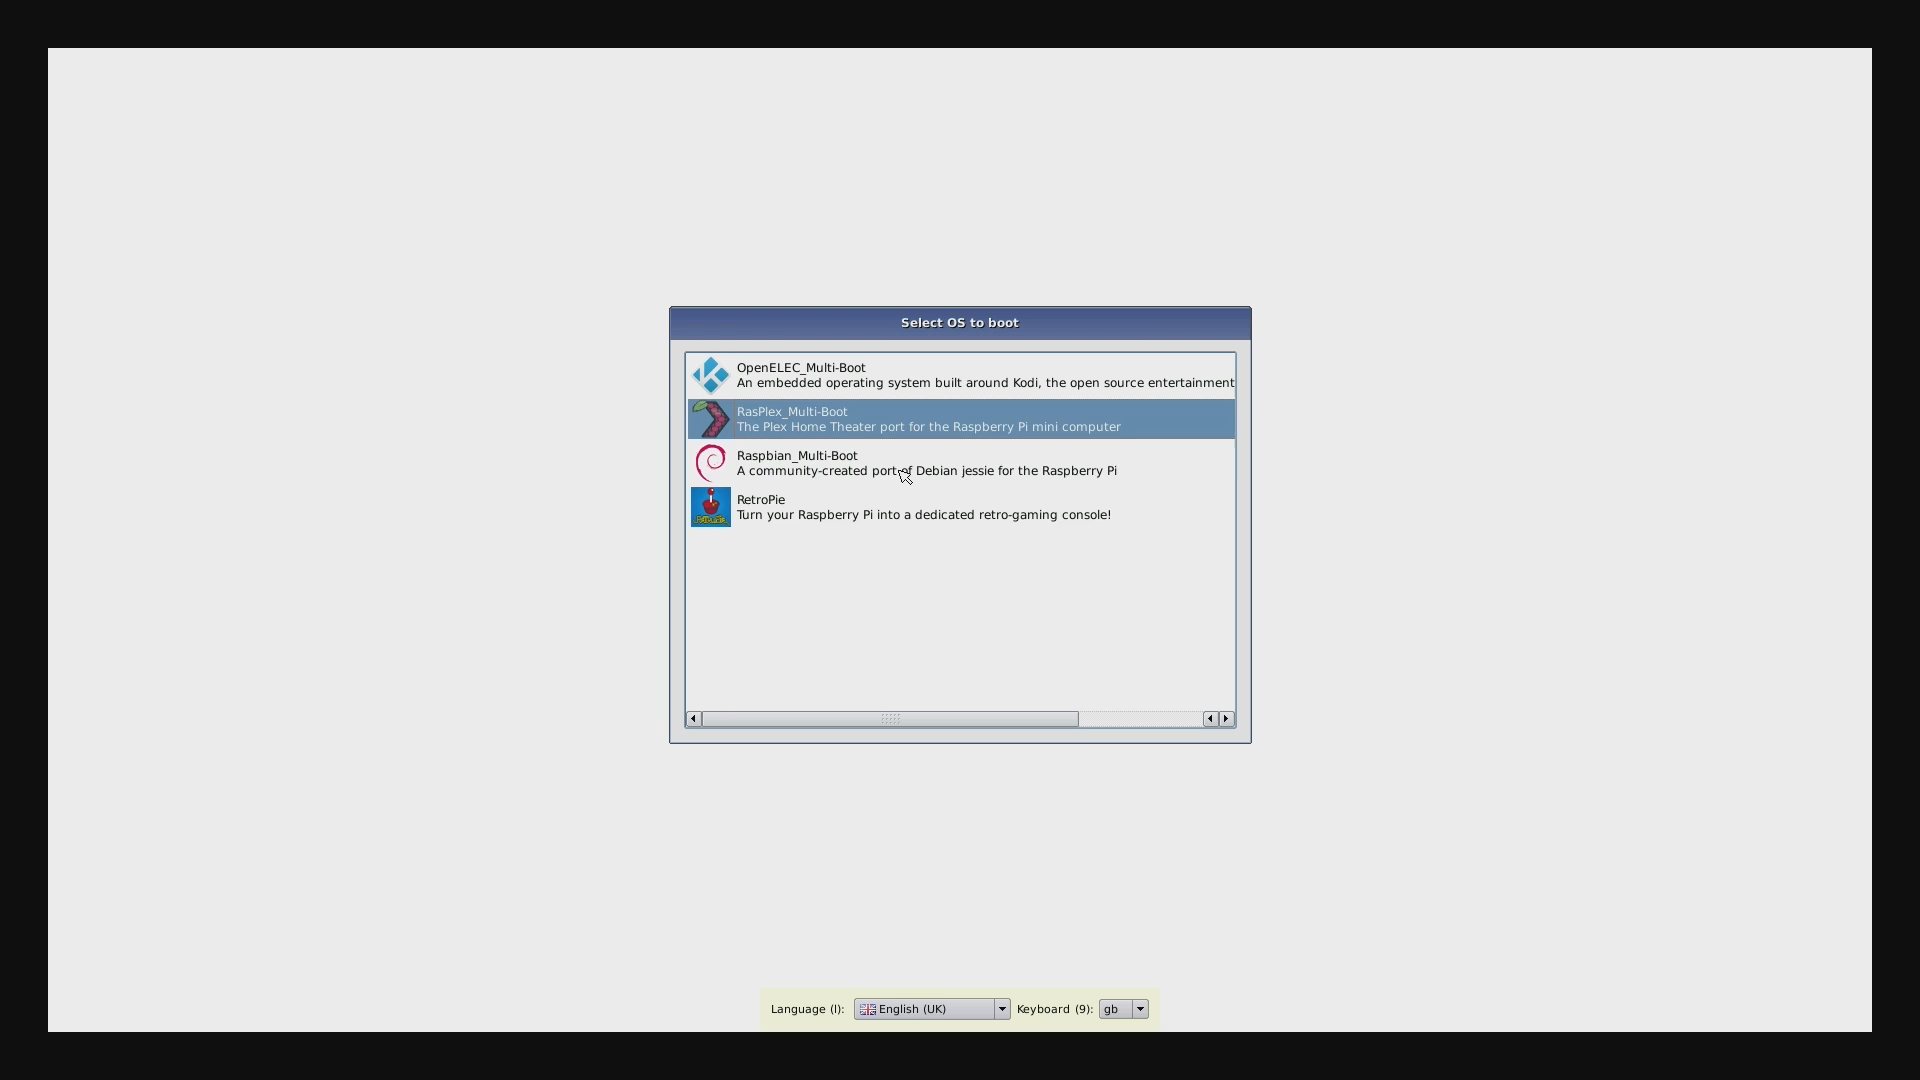 Select OS to boot
OpenELEC_Multi-Boot
An embedded operating system built around Kodi, the open source entertainment
RasPlex_Multi-Boot
The Plex Home Theater port for the Raspberry Pi mini computer
Raspbian_Multi-Boot
A community-created port of Debian jessie for the Raspberry Pi
RetroPie
Turn your Raspberry Pi into a dedicated retro-gaming console!
Language (l): English (UK) Keyboard (9): gb